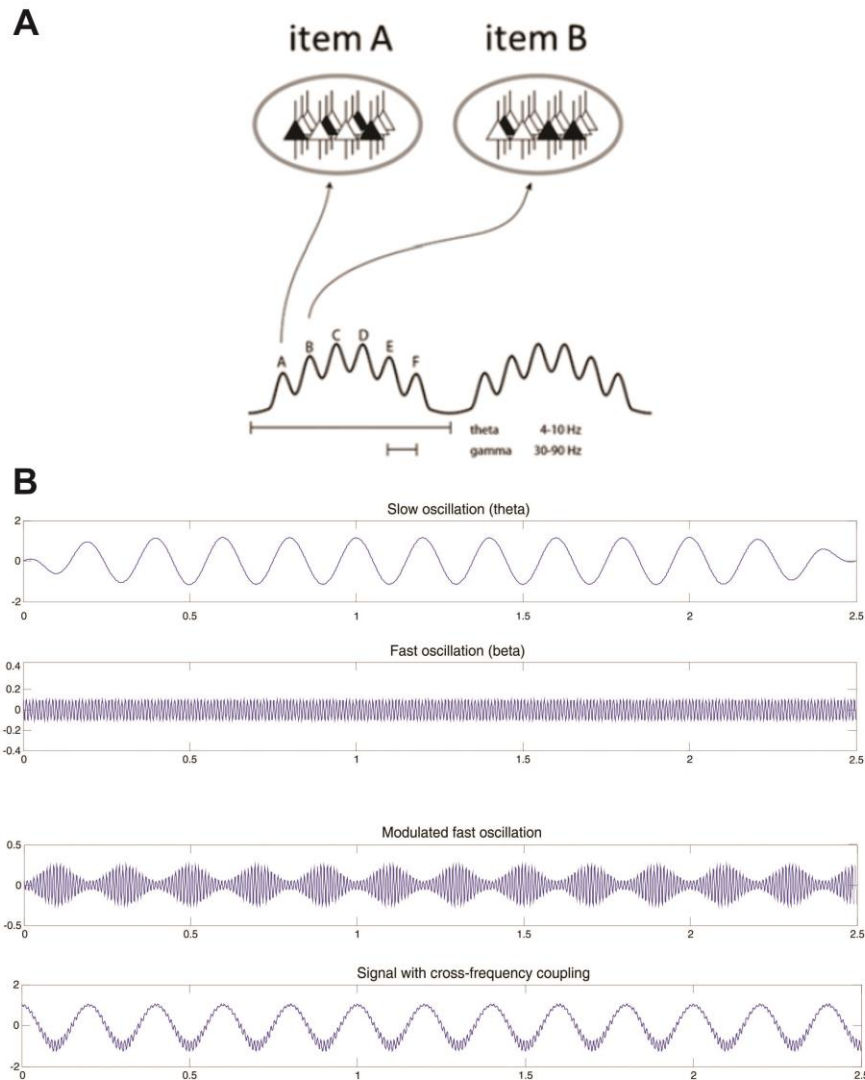 A
item A item B
A B C D E F
theta 4-10 Hz
gamma 30-90 Hz
B
Slow oscillation (theta)
2
0
-2
0 0.5 1 1.5 2 2.5
Fast oscillation (beta)
0.4
0.2
0
-0.2
-0.4
0 0.5 1 1.5 2 2.5
Modulated fast oscillation
0.5
0
-0.5
0 0.5 1 1.5 2 2.5
Signal with cross-frequency coupling
2
0
-2
0 0.5 1 1.5 2 2.5